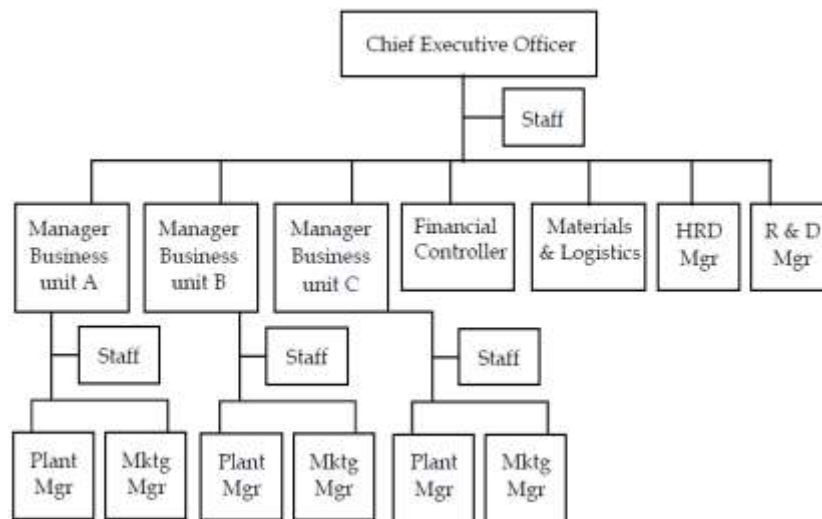 Chief Executive Officer
Staff
Manager
Business
unit A
Manager
Business
unit B
Manager
Business
unit C
Financial
Controller
Materials
& Logistics
HRD
Mgr
R & D
Mgr
Staff
Staff
Staff
Plant
Mgr
Mktg
Mgr
Plant
Mgr
Mktg
Mgr
Plant
Mgr
Mktg
Mgr